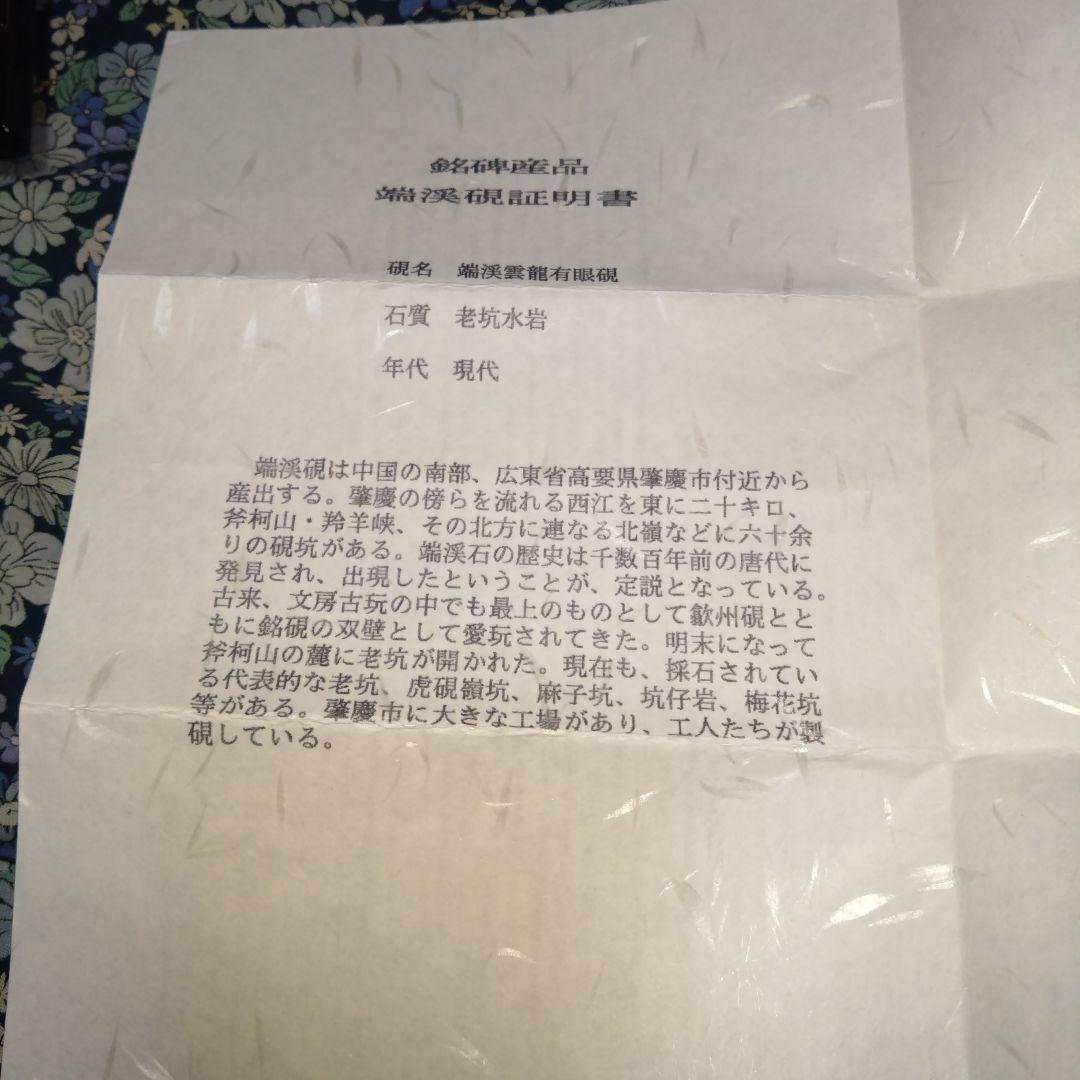 銘碑産品
端溪硯証明書
硯名　端溪雲龍有眼硯
石質　老坑水岩
年代　現代
端溪硯は中国の南部、広東省高要県肇慶市付近から
産出する。肇慶の傍らを流れる西江を東に二十キロ、
斧柯山・羚羊峡、その北方に連なる北嶺などに六十余
りの硯坑がある。端溪石の歴史は千数百年前の唐代に
発見され、出現したということが、定説となっている。
古来、文房古玩の中でも最上のものとして歙州硯とと
もに銘硯の双壁として愛玩されてきた。明末になって
斧柯山の麓に老坑が開かれた。現在も、採石されてい
る代表的な老坑、虎硯嶺坑、麻子坑、坑仔岩、梅花坑
等がある。肇慶市に大きな工場があり、工人たちが製
硯している。